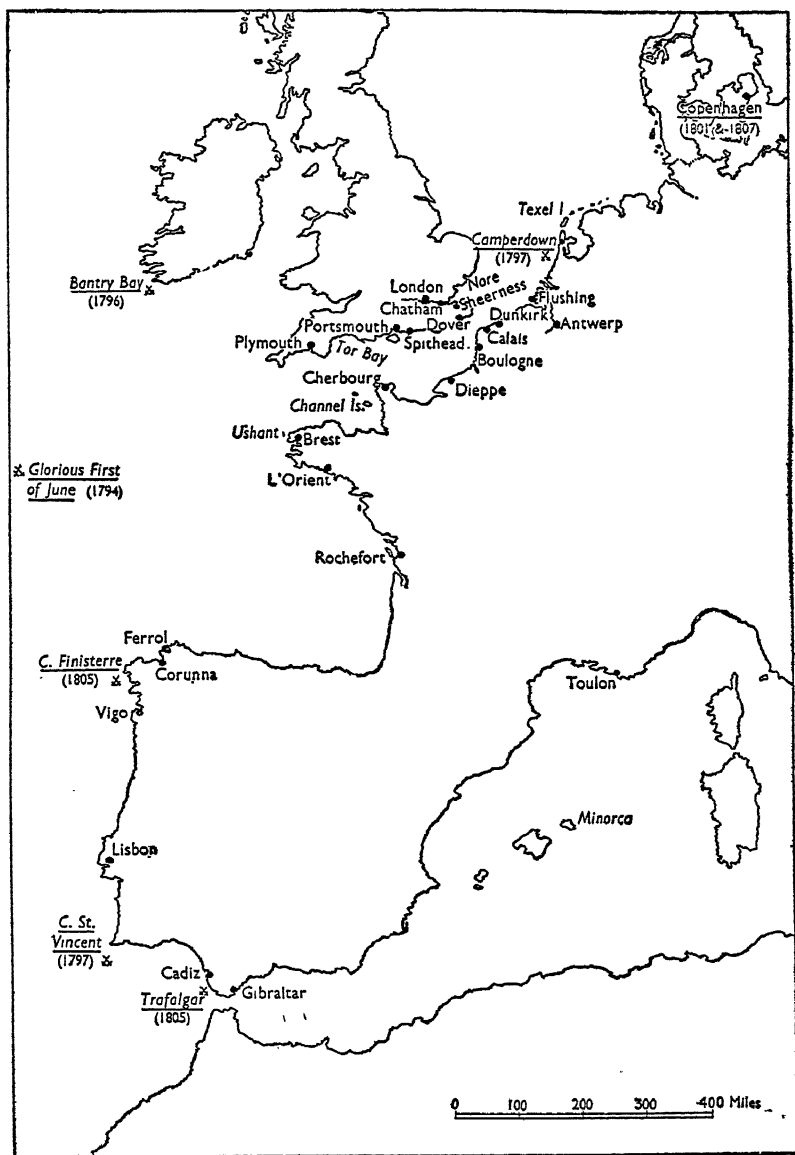 Copenhagen
(1801 & 1807)
Texel I
Camperdown
(1797)
Bantry Bay
(1796)
London
Nore
Sheerness
Chatham
Flushing
Portsmouth
Dover
Dunkirk
Antwerp
Plymouth
Tor Bay
Spithead
Calais
Boulogne
Cherbourg
Dieppe
Channel Is.
Ushant
Brest
Glorious First
of June (1794)
L'Orient
Rochefort
Ferrol
C. Finisterre
(1805)
Corunna
Toulon
Vigo
Minorca
Lisbon
C. St.
Vincent
(1797)
Cadiz
Gibraltar
Trafalgar
(1805)
0 100 200 300 400 Miles